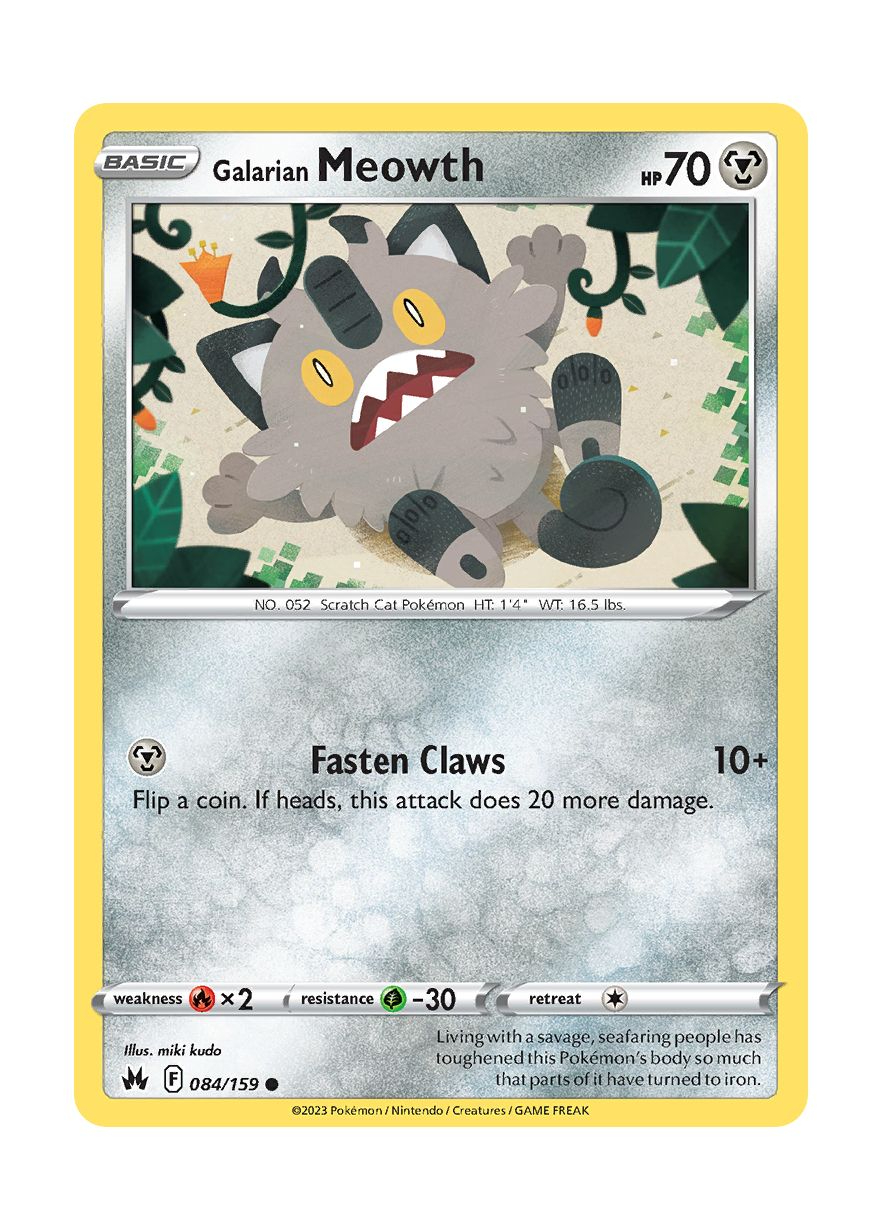 BASIC Galarian Meowth HP 70
NO. 052 Scratch Cat Pokémon HT: 1'4" WT: 16.5 lbs.
Fasten Claws 10+
Flip a coin. If heads, this attack does 20 more damage.
weakness ×2 resistance -30 retreat
Illus. miki kudo
Living with a savage, seafaring people has
toughened this Pokémon's body so much
that parts of it have turned to iron.
F 084/159
©2023 Pokémon / Nintendo / Creatures / GAME FREAK